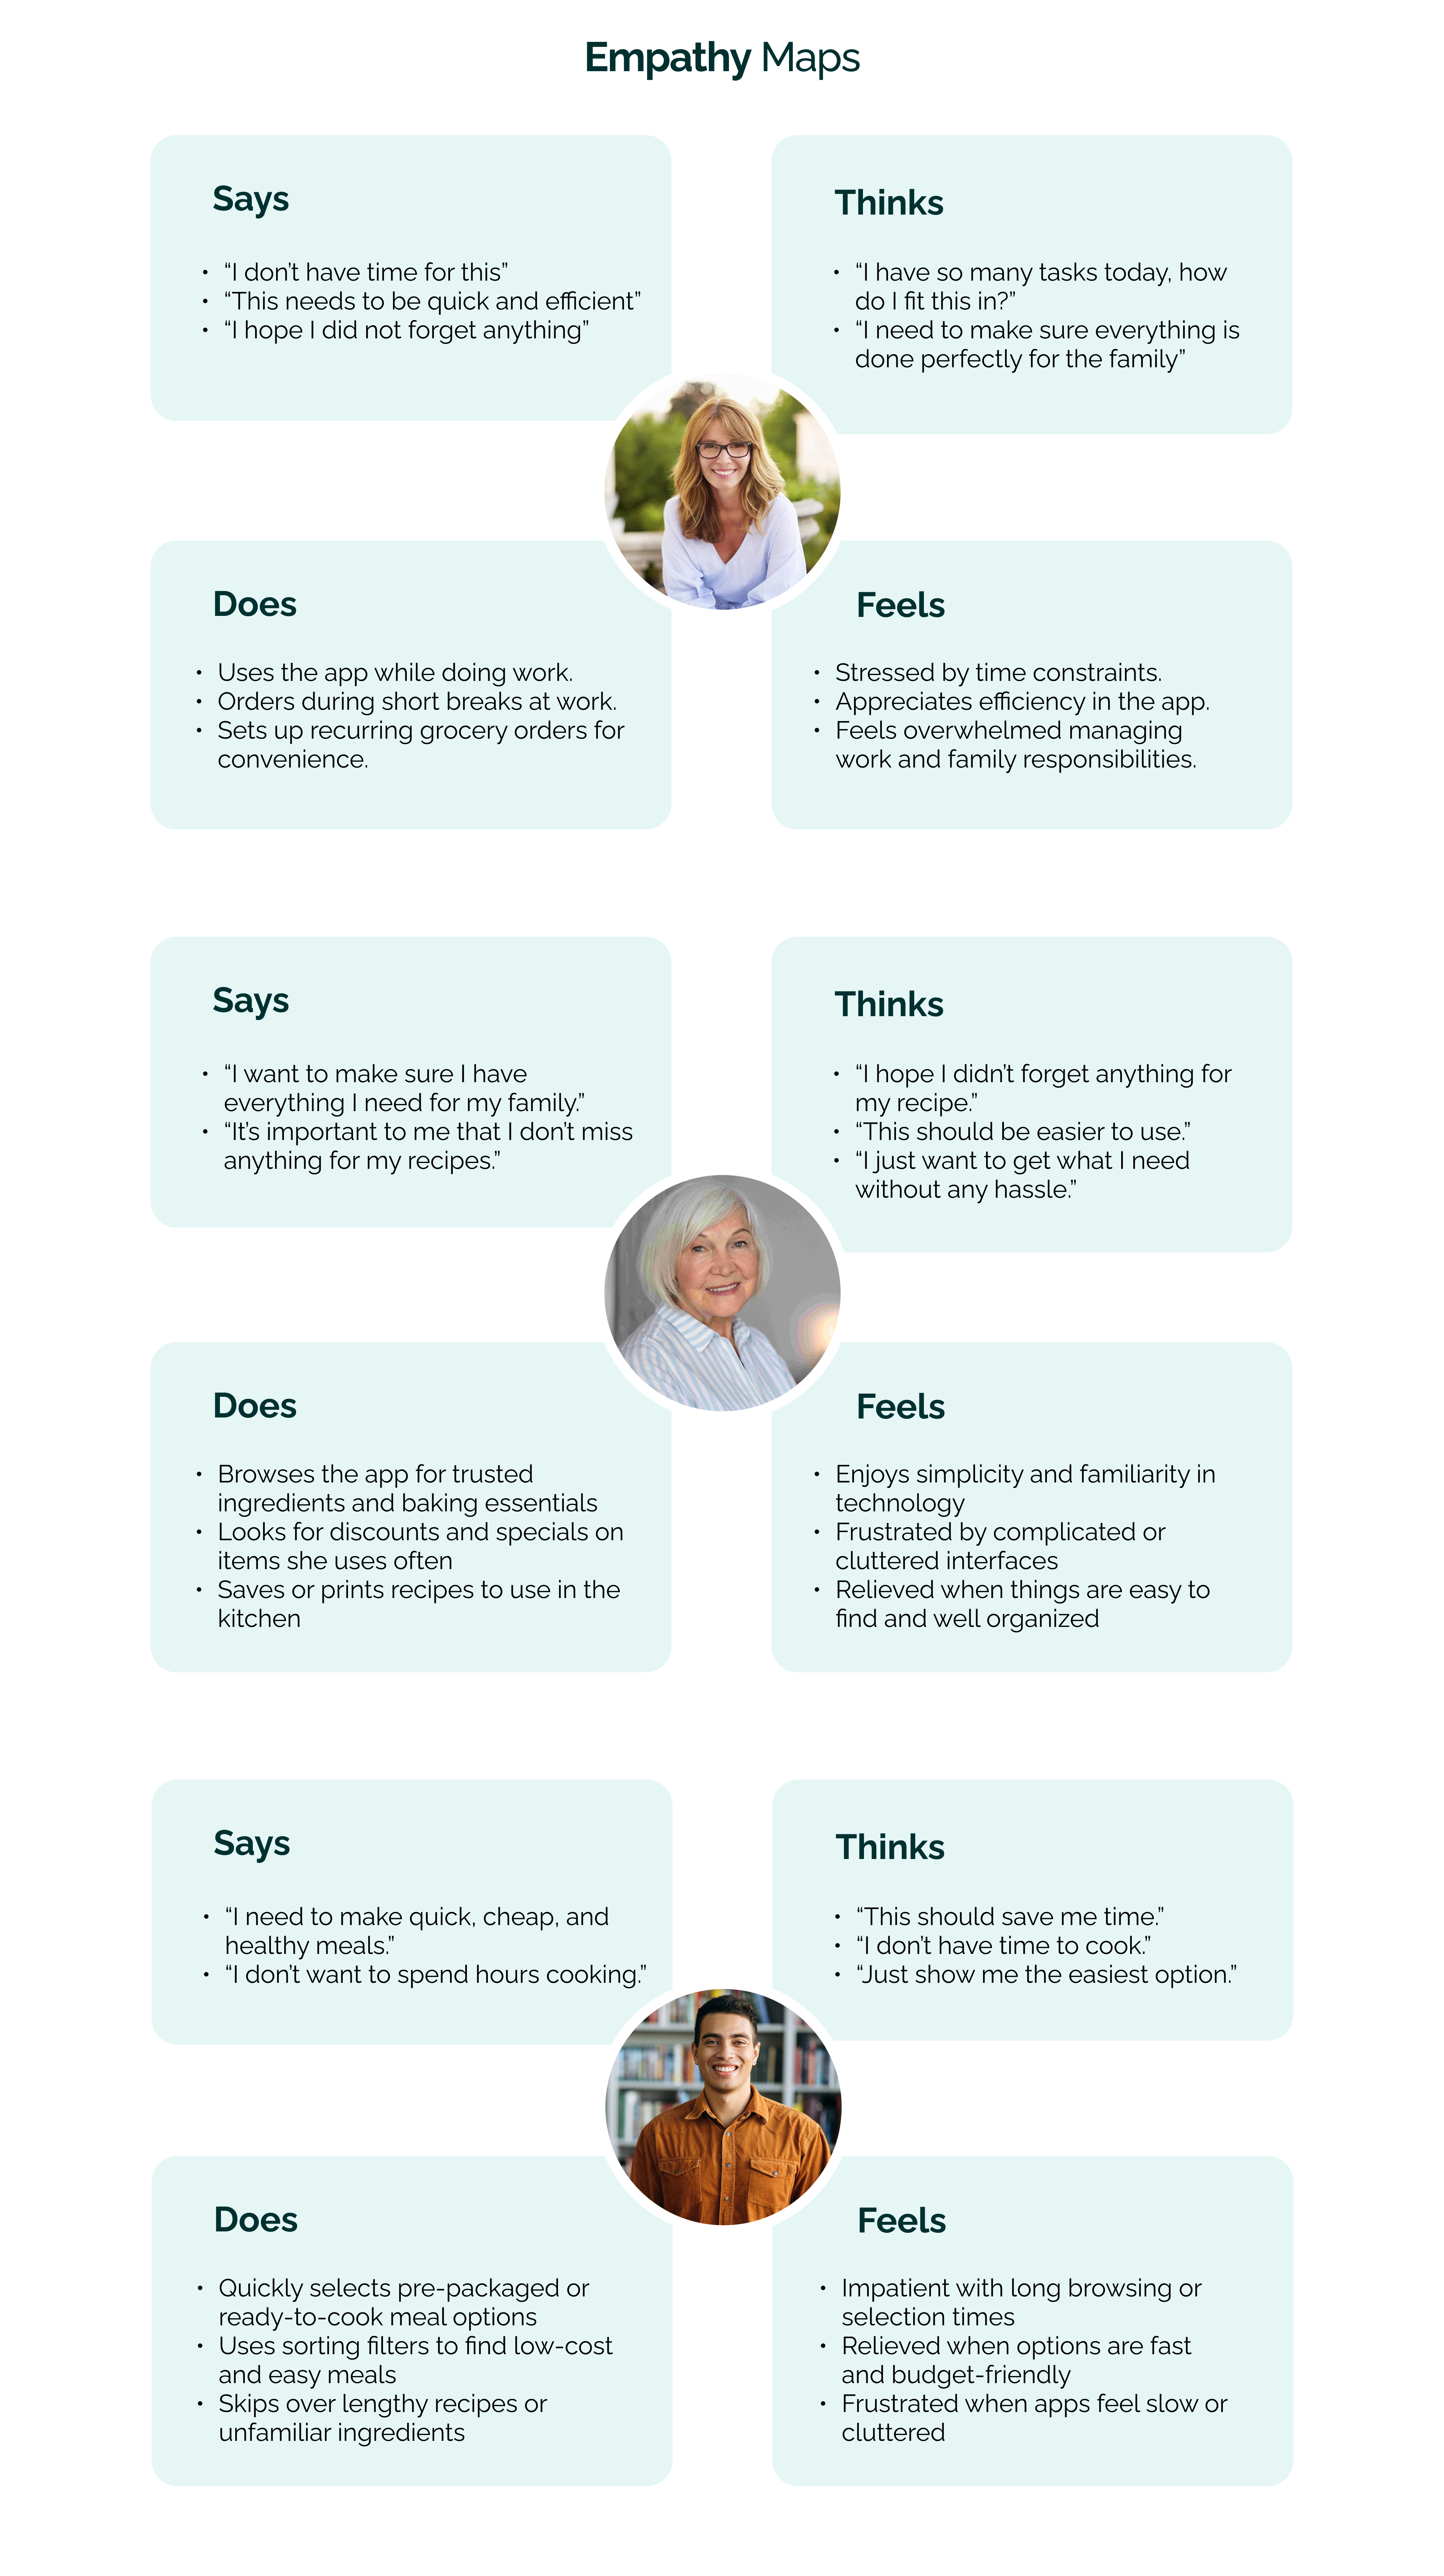 Empathy Maps
Says
• “I don’t have time for this”
• “This needs to be quick and efficient”
• “I hope I did not forget anything”
Thinks
• “I have so many tasks today, how
do I fit this in?”
• “I need to make sure everything is
done perfectly for the family”
Does
• Uses the app while doing work.
• Orders during short breaks at work.
• Sets up recurring grocery orders for
convenience.
Feels
• Stressed by time constraints.
• Appreciates efficiency in the app.
• Feels overwhelmed managing
work and family responsibilities.
Says
• “I want to make sure I have
everything I need for my family.”
• “It’s important to me that I don’t miss
anything for my recipes.”
Thinks
• “I hope I didn’t forget anything for
my recipe.”
• “This should be easier to use.”
• “I just want to get what I need
without any hassle.”
Does
• Browses the app for trusted
ingredients and baking essentials
• Looks for discounts and specials on
items she uses often
• Saves or prints recipes to use in the
kitchen
Feels
• Enjoys simplicity and familiarity in
technology
• Frustrated by complicated or
cluttered interfaces
• Relieved when things are easy to
find and well organized
Says
• “I need to make quick, cheap, and
healthy meals.”
• “I don’t want to spend hours cooking.”
Thinks
• “This should save me time.”
• “I don’t have time to cook.”
• “Just show me the easiest option.”
Does
• Quickly selects pre-packaged or
ready-to-cook meal options
• Uses sorting filters to find low-cost
and easy meals
• Skips over lengthy recipes or
unfamiliar ingredients
Feels
• Impatient with long browsing or
selection times
• Relieved when options are fast
and budget-friendly
• Frustrated when apps feel slow or
cluttered